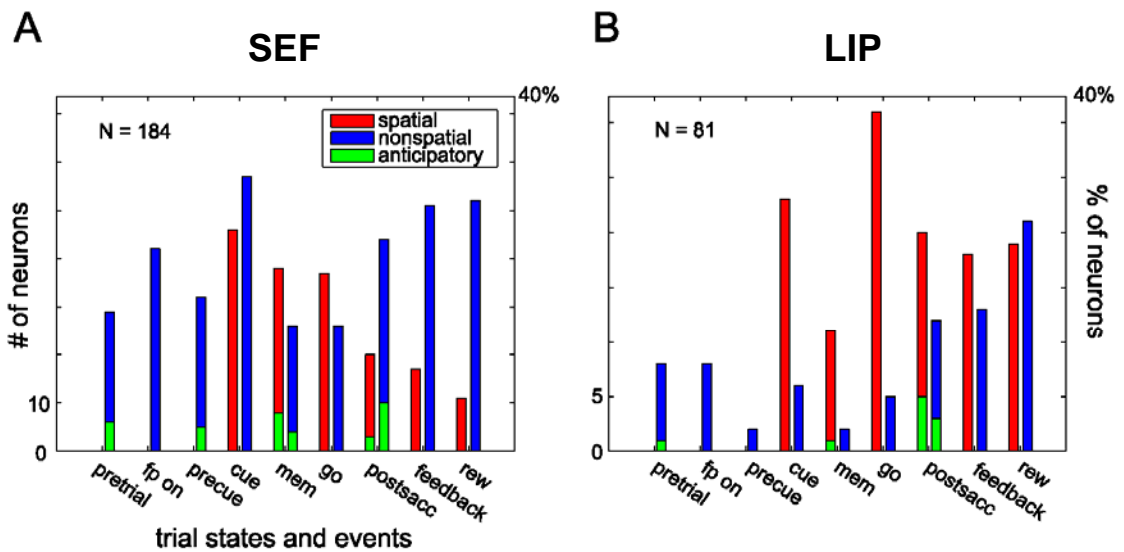 A
SEF
40%
N = 184
spatial
nonspatial
anticipatory
# of neurons
10
0
pretrial
fp on
precue
cue
mem
go
postsacc
feedback
rew
trial states and events
B
LIP
40%
N = 81
% of neurons
5
0
pretrial
fp on
precue
cue
mem
go
postsacc
feedback
rew